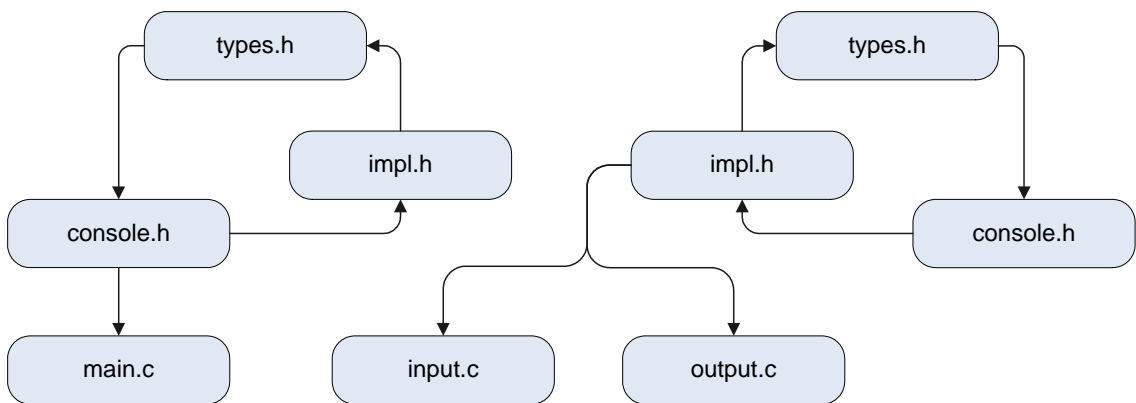 types.h
types.h
impl.h
impl.h
console.h
console.h
main.c
input.c
output.c